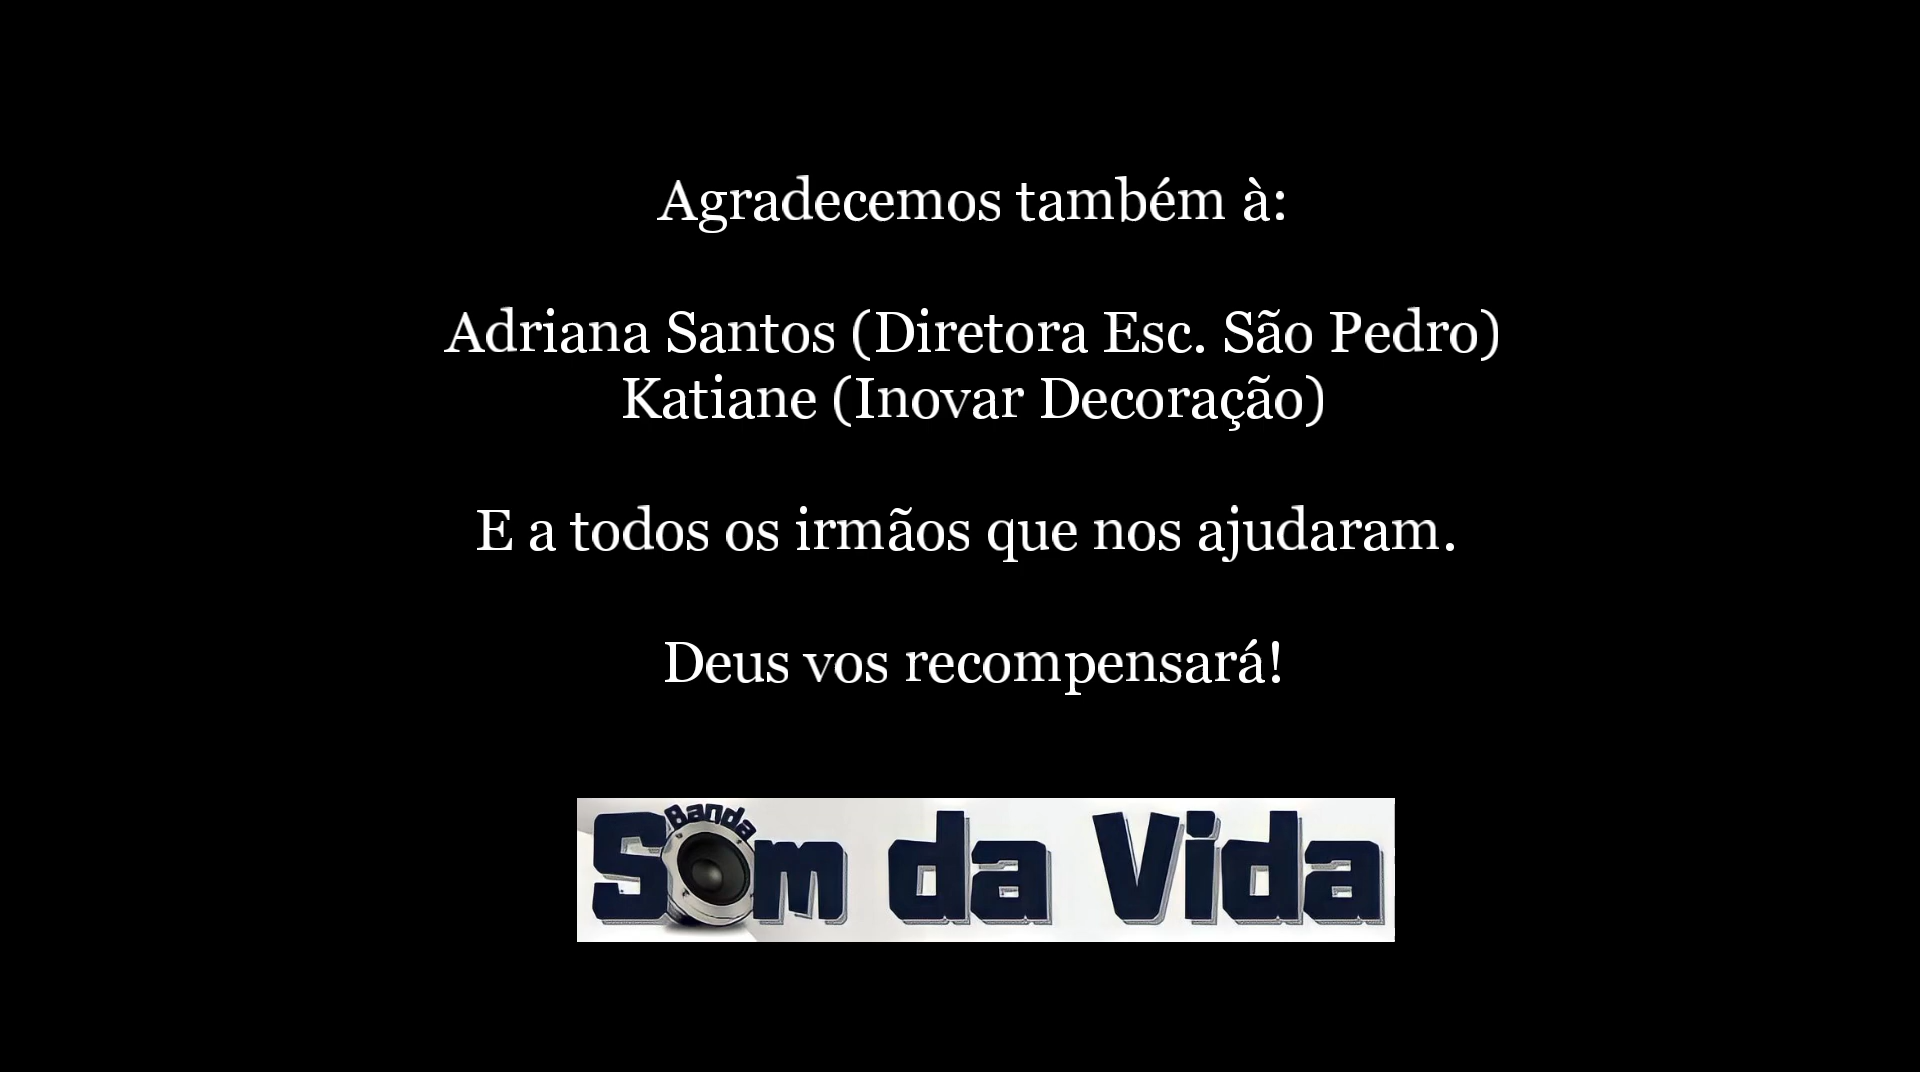 Agradecemos também à:
Adriana Santos (Diretora Esc. São Pedro)
Katiane (Inovar Decoração)
E a todos os irmãos que nos ajudaram.
Deus vos recompensará!
Banda
Som da Vida